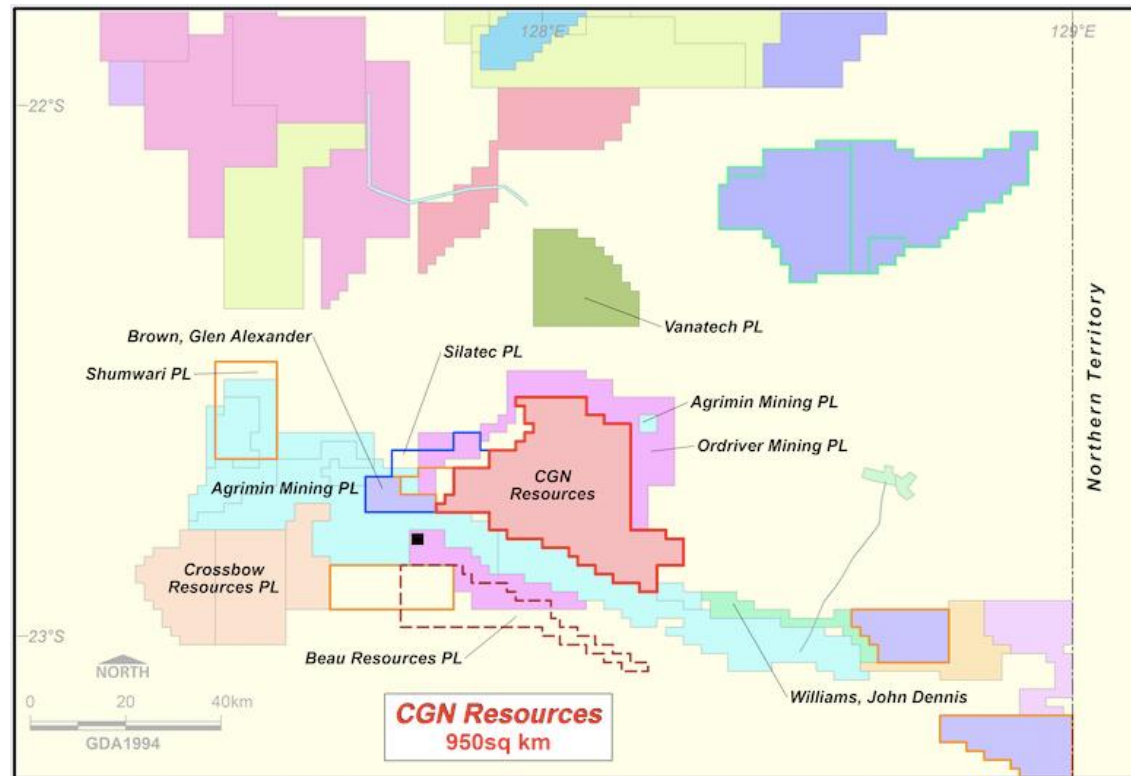 128°E
129°E
22°S
Northern Territory
Vanatech PL
Brown, Glen Alexander
Silatec PL
Shumwari PL
Agrimin Mining PL
Ordriver Mining PL
CGN
Resources
Agrimin Mining PL
Crossbow
Resources PL
23°S
Beau Resources PL
Williams, John Dennis
NORTH
0 20 40km
GDA1994
CGN Resources
950sq km